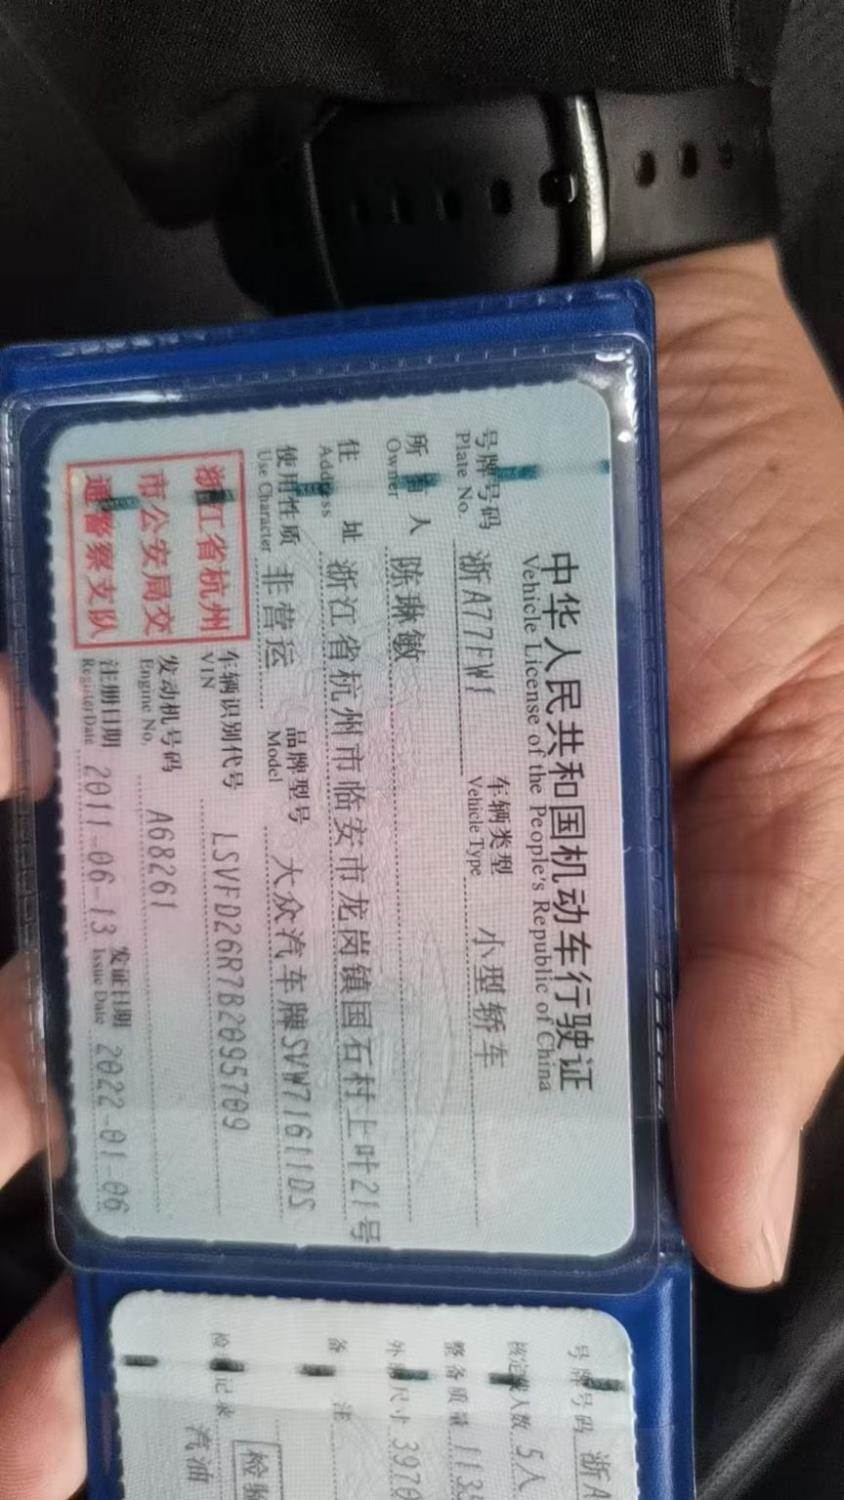 中华人民共和国机动车行驶证
Vehicle License of the People's Republic of China
号牌号码 浙A77FW1 车辆类型 小型轿车
Plate No. Vehicle Type
所有人 陈琳敏
Owner
住址 浙江省杭州市临安市龙岗镇国石村上叶21号
Address
使用性质 非营运 品牌型号 大众汽车牌SVW71611DS
Use Character Model
浙江省杭州
市公安局交
通警察支队
车辆识别代号 LSVFD26R7B2095709
VIN
发动机号码 A68261
Engine No.
注册日期 2011-06-13 发证日期 2022-01-06
Register Date Issue Date
号牌号码 浙A
核定载人数 5人
整备质量 113
外廓尺寸 3970
备注
检验
检验记录 汽油